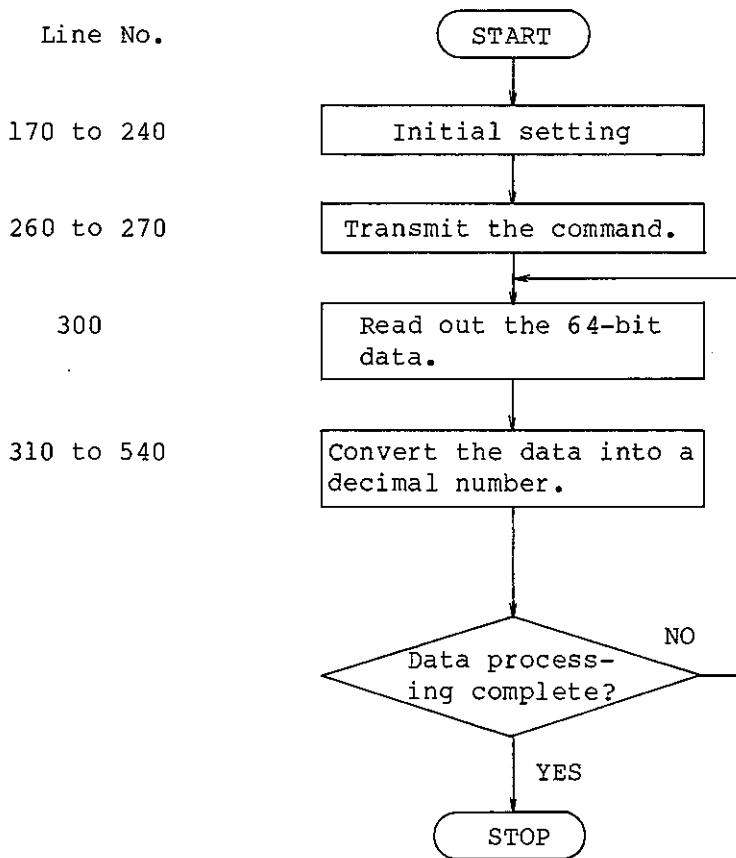 Line No.
START
170 to 240
Initial setting
260 to 270
Transmit the command.
300
Read out the 64-bit
data.
310 to 540
Convert the data into a
decimal number.
NO
Data process-
ing complete?
YES
STOP